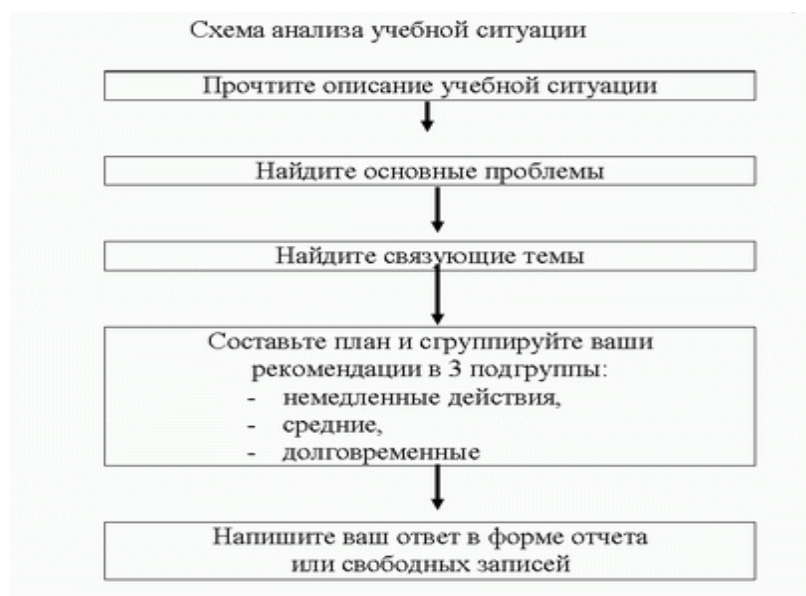 Схема анализа учебной ситуации
Прочтите описание учебной ситуации
Найдите основные проблемы
Найдите связующие темы
Составьте план и сгруппируйте ваши
рекомендации в 3 подгруппы:
- немедленные действия,
- средние,
- долговременные
Напишите ваш ответ в форме отчета
или свободных записей